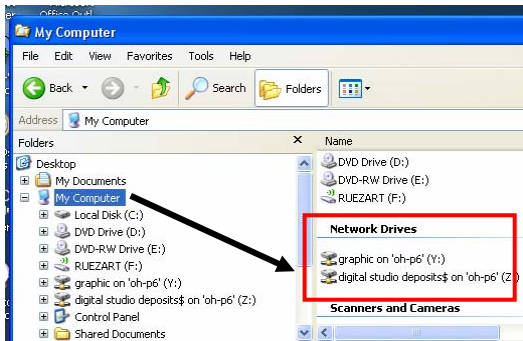 Office Outl
My Computer
File Edit View Favorites Tools Help
Back Search Folders
Address My Computer
Folders
Desktop
My Documents
My Computer
Local Disk (C:)
DVD Drive (D:)
DVD-RW Drive (E:)
RUEZART (F:)
graphic on 'oh-p6' (Y:)
digital studio deposits$ on 'oh-p6' (Z:)
Control Panel
Shared Documents
Name
DVD Drive (D:)
DVD-RW Drive (E:)
RUEZART (F:)
Network Drives
graphic on 'oh-p6' (Y:)
digital studio deposits$ on 'oh-p6' (Z:
Scanners and Cameras